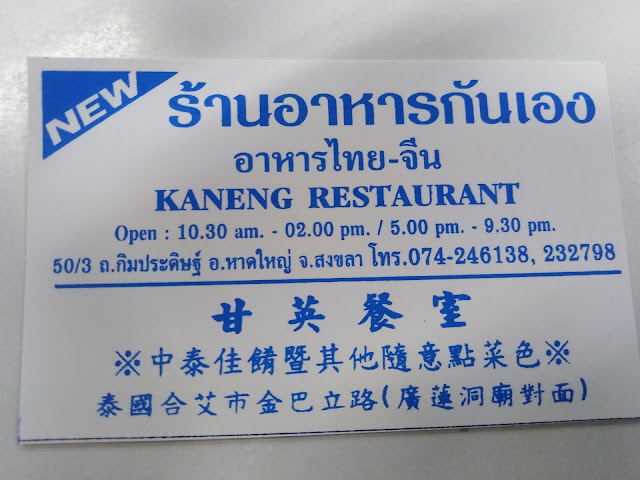 NEW
ร้านอาหารกันเอง
อาหารไทย-จีน
KANENG RESTAURANT
Open : 10.30 am. - 02.00 pm. / 5.00 pm. - 9.30 pm.
50/3 ถ.กิมประดิษฐ์ อ.หาดใหญ่ จ.สงขลา โทร.074-246138, 232798
甘英餐室
※中泰佳餚暨其他隨意點菜色※
泰國合艾市金巴立路(廣蓮洞廟對面)